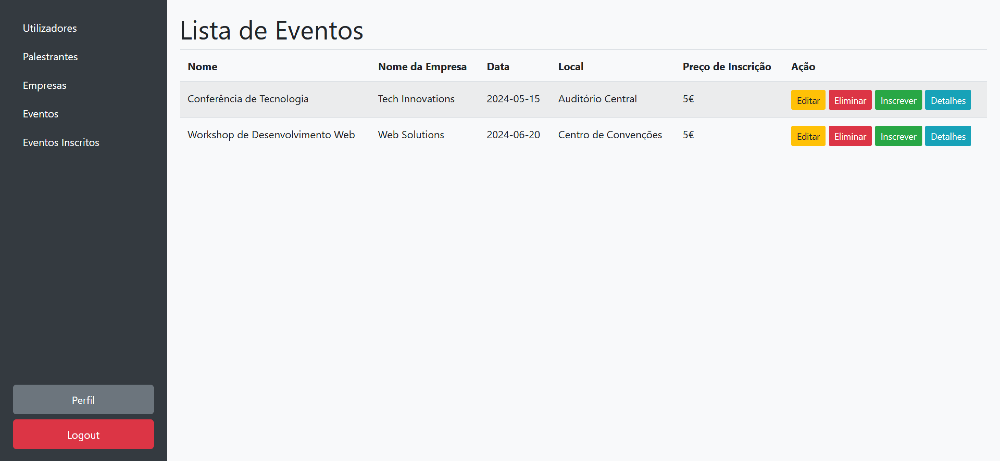 Utilizadores
Palestrantes
Empresas
Eventos
Eventos Inscritos
Perfil
Logout
Lista de Eventos
Nome Nome da Empresa Data Local Preço de Inscrição Ação
Conferência de Tecnologia Tech Innovations 2024-05-15 Auditório Central 5€ Editar Eliminar Inscrever Detalhes
Workshop de Desenvolvimento Web Web Solutions 2024-06-20 Centro de Convenções 5€ Editar Eliminar Inscrever Detalhes